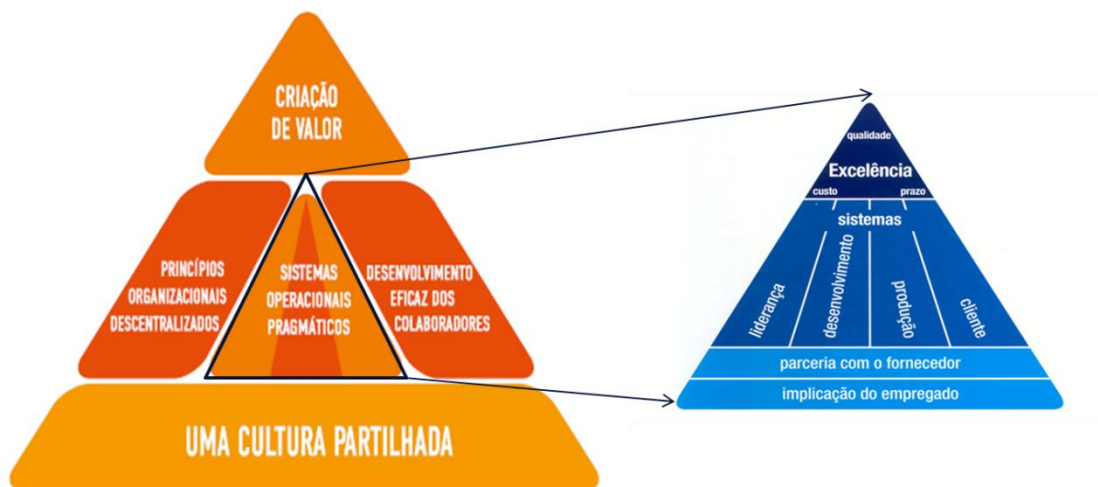 CRIAÇÃO
DE VALOR
PRINCÍPIOS
ORGANIZACIONAIS
DESCENTRALIZADOS
SISTEMAS
OPERACIONAIS
PRAGMÁTICOS
DESENVOLVIMENTO
EFICAZ DOS
COLABORADORES
UMA CULTURA PARTILHADA
qualidade
Excelência
custo prazo
sistemas
liderança
desenvolvimento
produção
cliente
parceria com o fornecedor
implicação do empregado